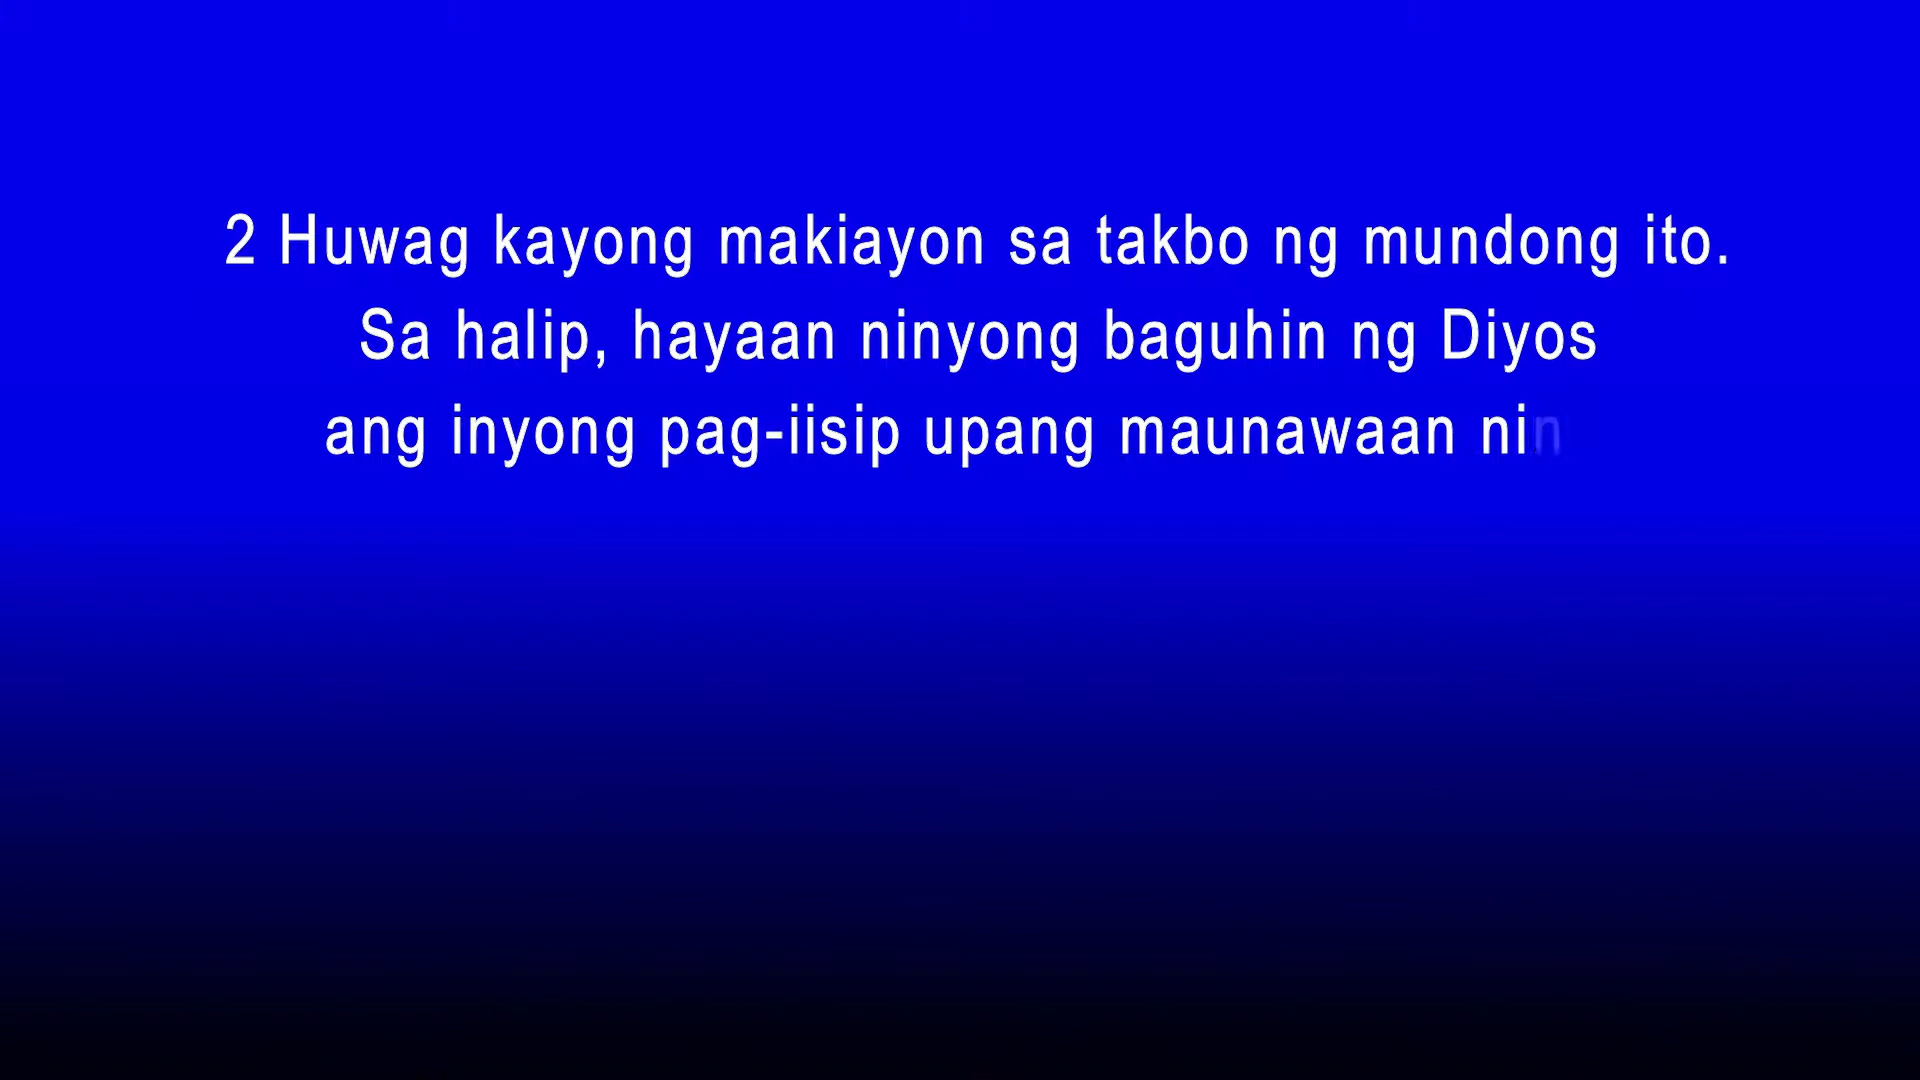 2 Huwag kayong makiayon sa takbo ng mundong ito.
Sa halip, hayaan ninyong baguhin ng Diyos
ang inyong pag-iisip upang maunawaan nin